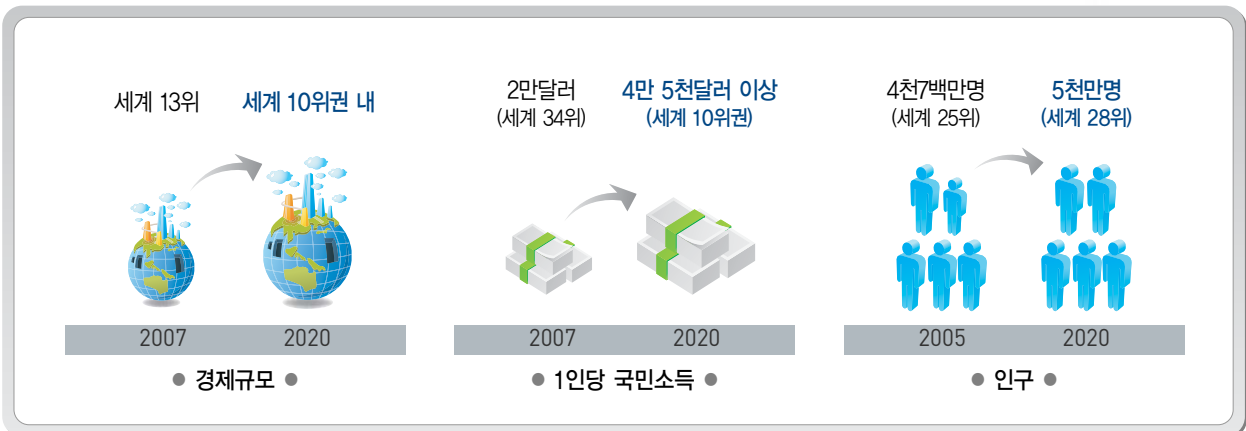 세계 13위
세계 10위권 내
2007
2020
● 경제규모 ●
2만달러
(세계 34위)
4만 5천달러 이상
(세계 10위권)
2007
2020
● 1인당 국민소득 ●
4천7백만명
(세계 25위)
5천만명
(세계 28위)
2005
2020
● 인구 ●